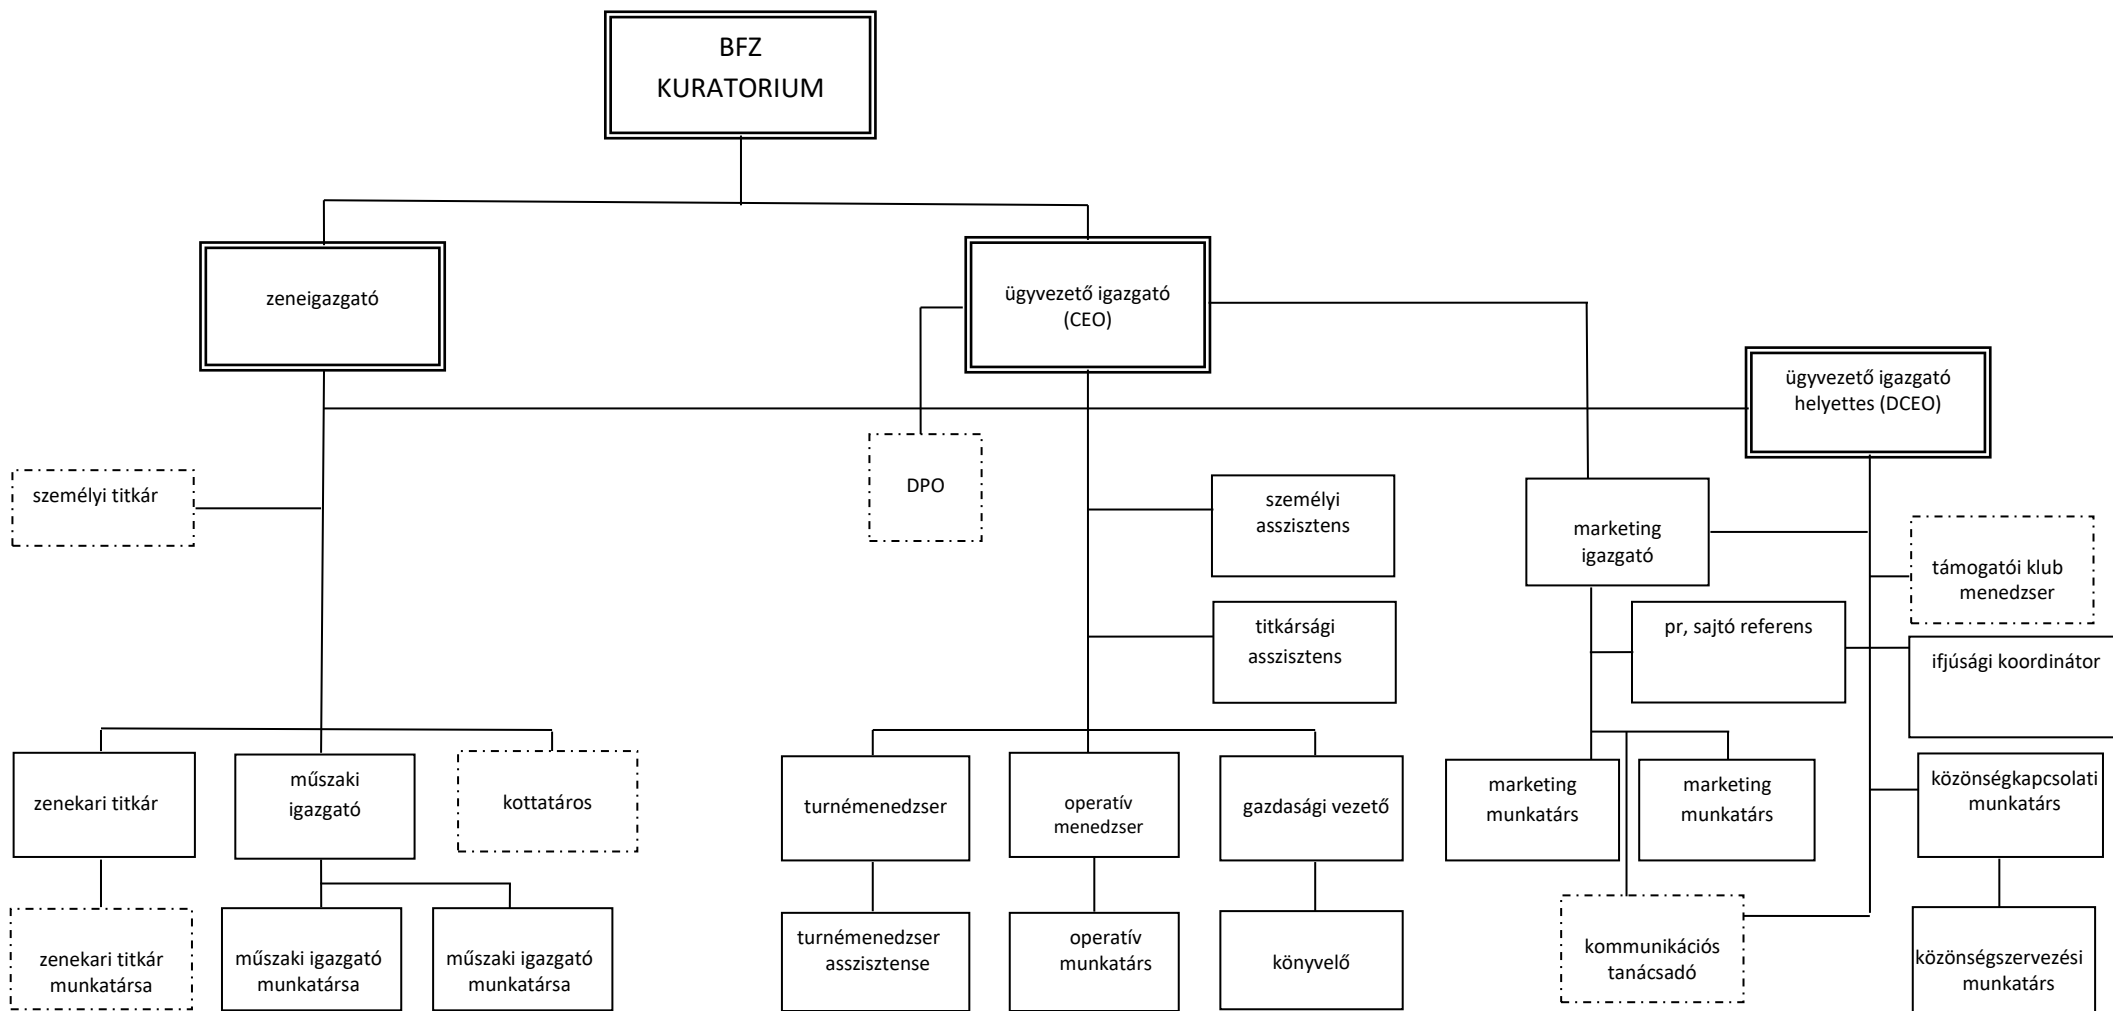 BFZ
KURATORIUM
zeneigazgató
ügyvezető igazgató
(CEO)
ügyvezető igazgató
helyettes (DCEO)
személyi titkár
DPO
személyi
asszisztens
marketing
igazgató
támogatói klub
menedzser
titkársági
asszisztens
pr, sajtó referens
ifjúsági koordinátor
zenekari titkár
műszaki
igazgató
kottatáros
turnémenedzser
operatív
menedzser
gazdasági vezető
marketing
munkatárs
marketing
munkatárs
közönségkapcsolati
munkatárs
zenekari titkár
munkatársa
műszaki igazgató
munkatársa
műszaki igazgató
munkatársa
turnémenedzser
asszisztense
operatív
munkatárs
könyvelő
kommunikációs
tanácsadó
közönségszervezési
munkatárs